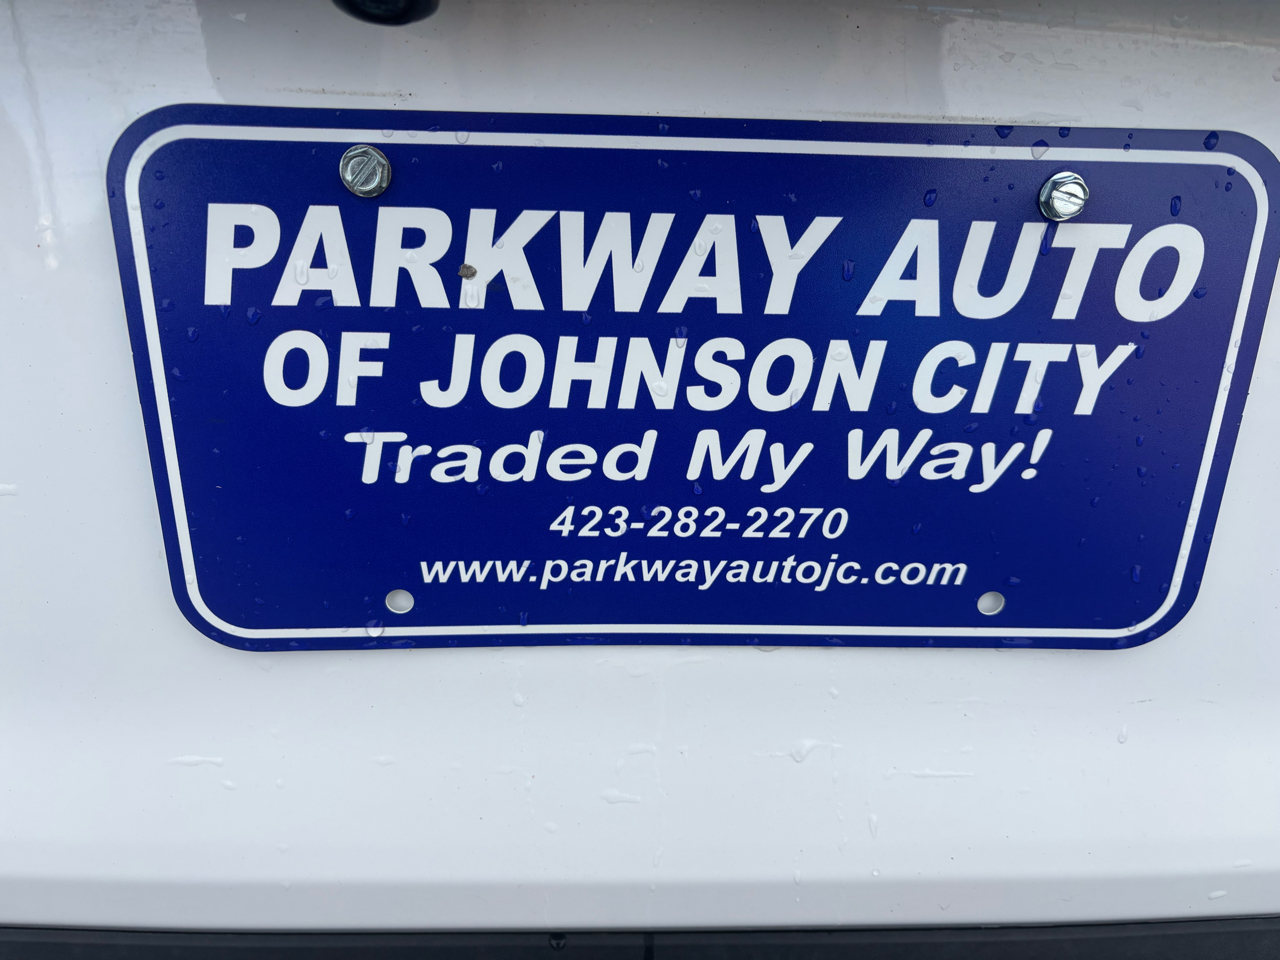 PARKWAY AUTO
OF JOHNSON CITY
Traded My Way!
423-282-2270
www.parkwayautojc.com